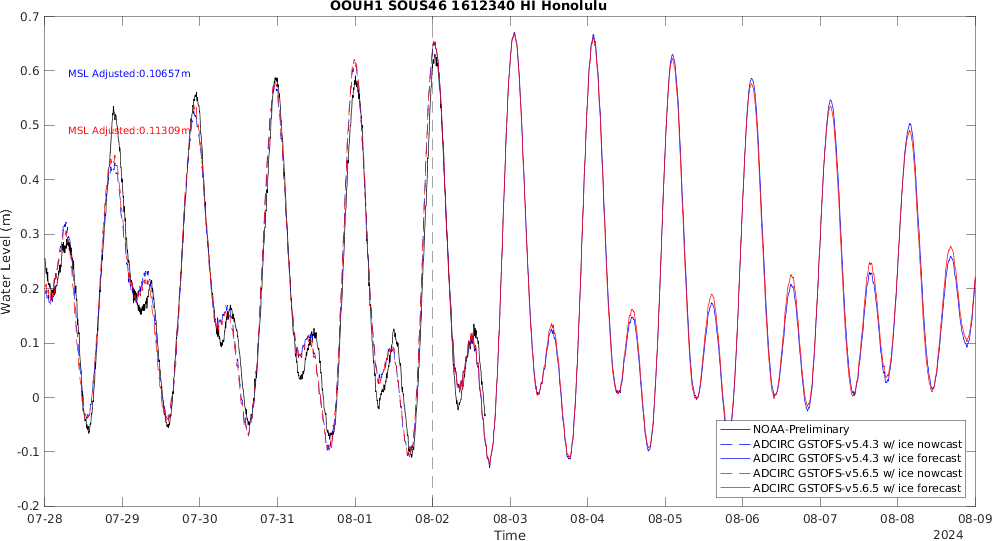 OOUH1 SOUS46 1612340 HI Honolulu
0.7
0.6
0.5
0.4
0.3
0.2
0.1
0
-0.1
-0.2
Water Level (m)
MSL Adjusted:0.10657m
MSL Adjusted:0.11309m
NOAA-Preliminary
ADCIRC GSTOFS-v5.4.3 w/ ice nowcast
ADCIRC GSTOFS-v5.4.3 w/ ice forecast
ADCIRC GSTOFS-v5.6.5 w/ ice nowcast
ADCIRC GSTOFS-v5.6.5 w/ ice forecast
07-28 07-29 07-30 07-31 08-01 08-02 08-03 08-04 08-05 08-06 08-07 08-08 08-09
Time
2024